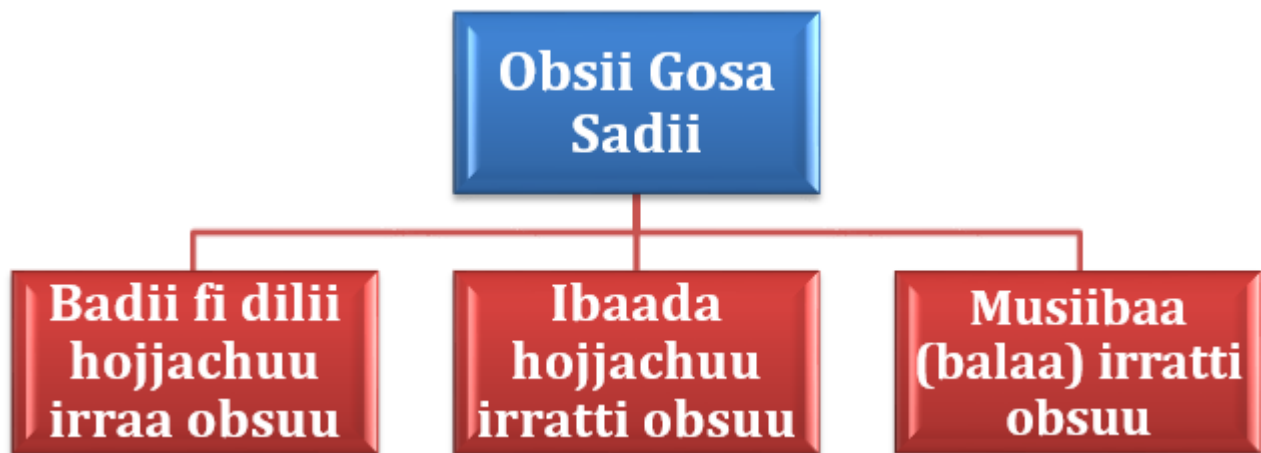 Obsii Gosa
Sadii
Badii fi dilii
hojjachuu
irraa obsuu
Ibaada
hojjachuu
irratti obsuu
Musiibaa
(balaa) irratti
obsuu